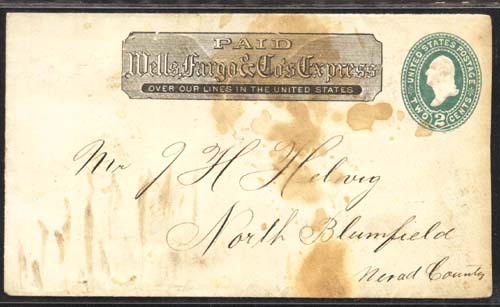 PAID
Wells, Fargo & Co's Express
OVER OUR LINES IN THE UNITED STATES
UNITED STATES POSTAGE
TWO 2 CENTS
Mr J H Helwig
North Blumfield
Nevad County